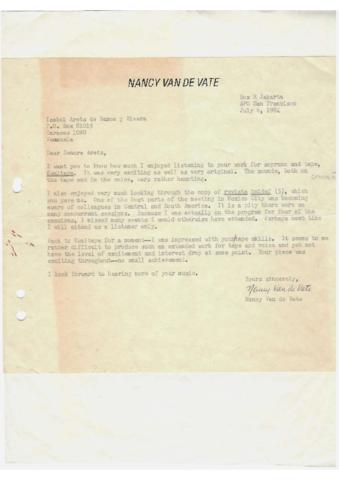 NANCY VAN DE VATE
Box R Jakarta
APO San Francisco
July 4, 1984
Isabel Aretz de Ramon y Rivera
P.O. Box 81015
Caracas 1080
Venezuela
Dear Senora Aretz,
I want you to know how much I enjoyed listening to your work for soprano and tape,
It was very exciting as well as very original. The sounds, both on
the tape and in the voice, were rather haunting.
I also enjoyed very much looking through the copy of revista inidef (5), which
you gave me. One of the best parts of the meeting in Mexico City was becoming
aware of colleagues in Central and South America. It is a pity there were so
many concurrent sessions. Because I was actually on the program for four of the
sessions, I missed many events I would otherwise have attended. Perhaps next time
I will attend as a listener only.
Back to for a moment--I was impressed with your tape skills. It seems to me
rather difficult to produce such an extended work for tape and voice and yet not
have the level of excitement and interest drop at some point. Your piece was
exciting throughout--no small achievement.
I look forward to hearing more of your music.
Yours sincerely,
Nancy Van de Vate
Nancy Van de Vate